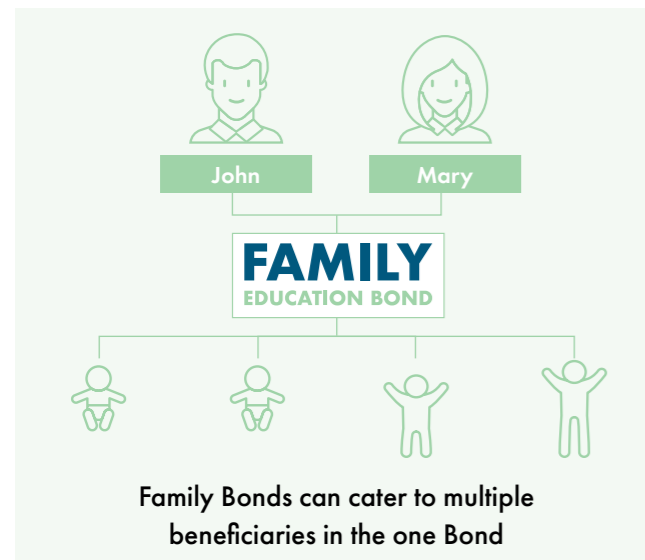 John
Mary
FAMILY
EDUCATION BOND
Family Bonds can cater to multiple
beneficiaries in the one Bond